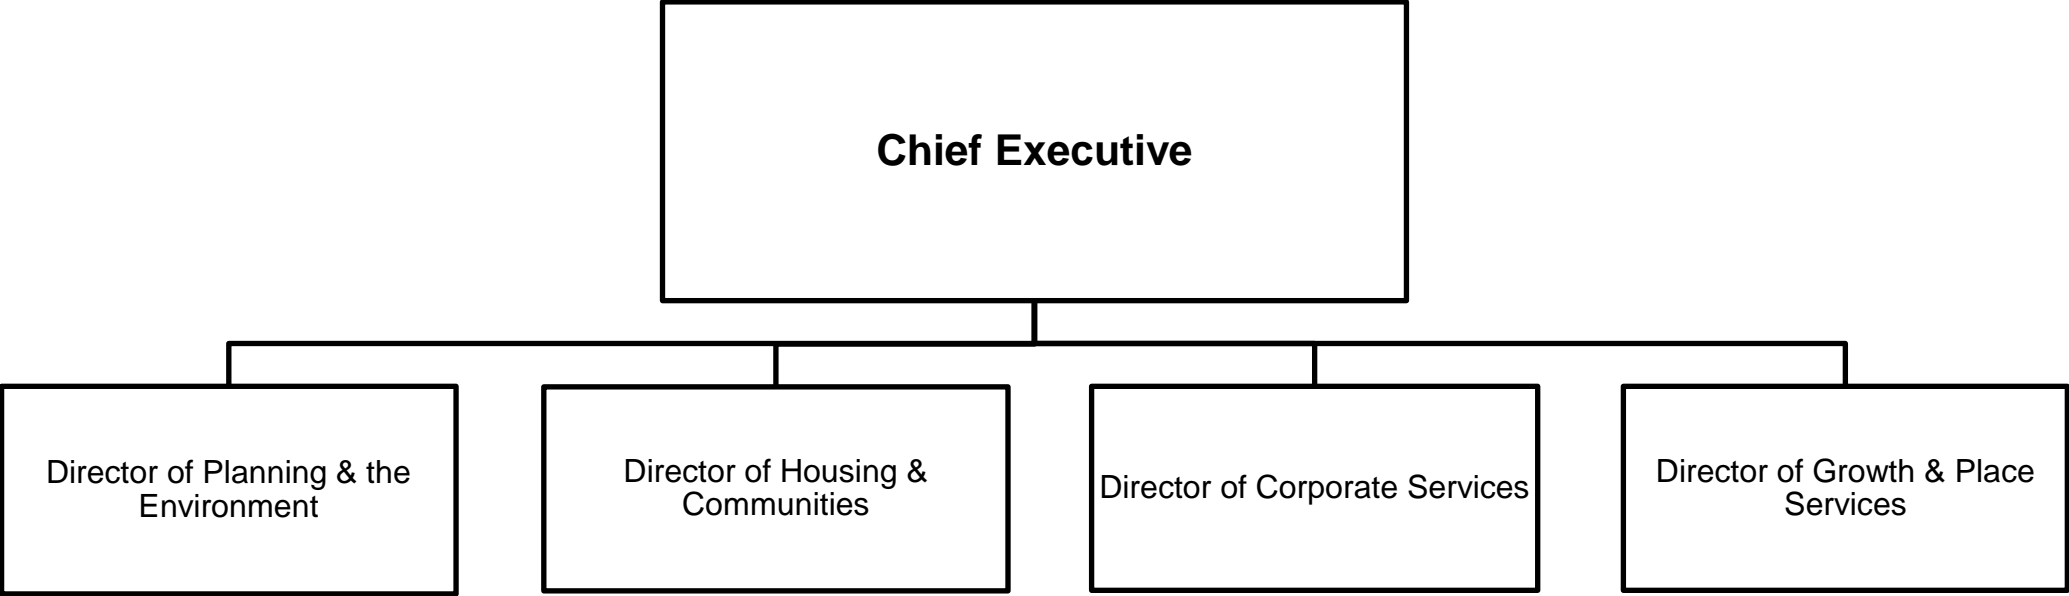 Chief Executive
Director of Planning & the
Environment
Director of Housing &
Communities
Director of Corporate Services
Director of Growth & Place
Services